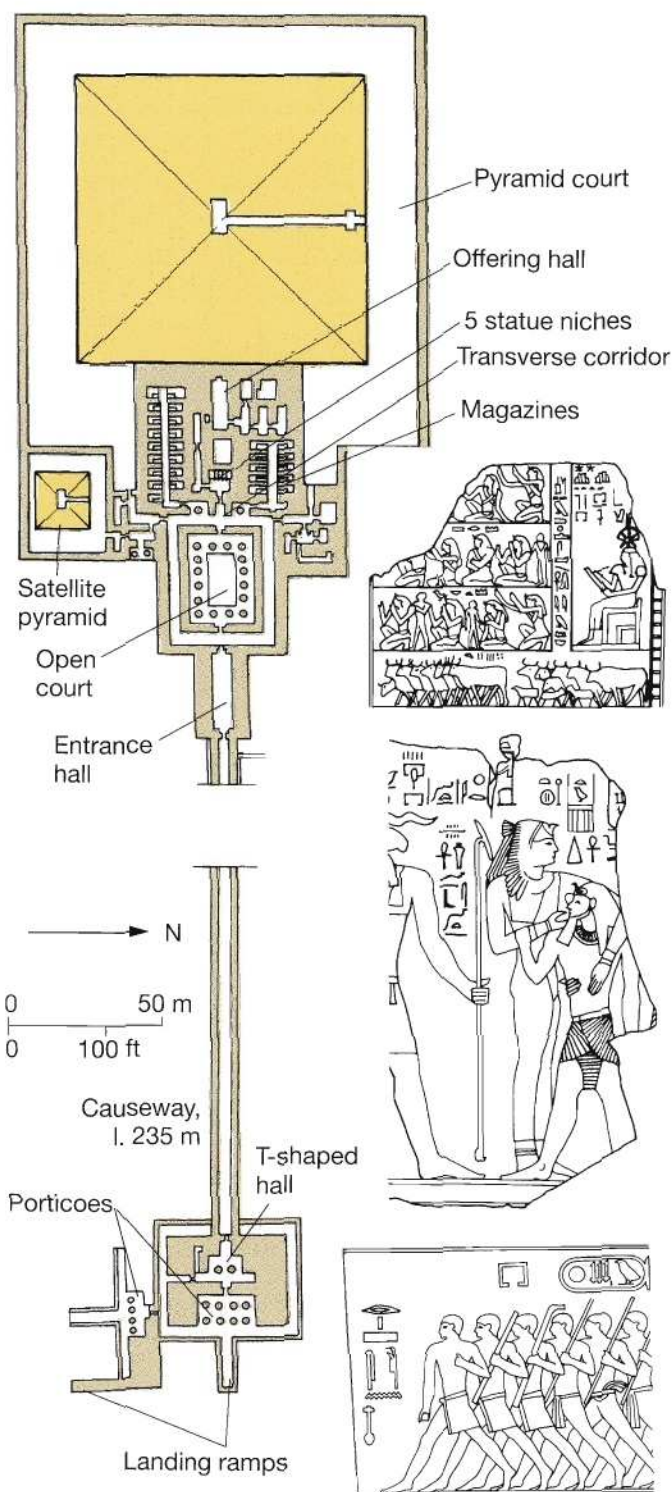 Pyramid court
Offering hall
5 statue niches
Transverse corridor
Magazines
Satellite
pyramid
Open
court
Entrance
hall
N
0 50 m
0 100 ft
Causeway,
l. 235 m
T-shaped
hall
Porticoes
Landing ramps